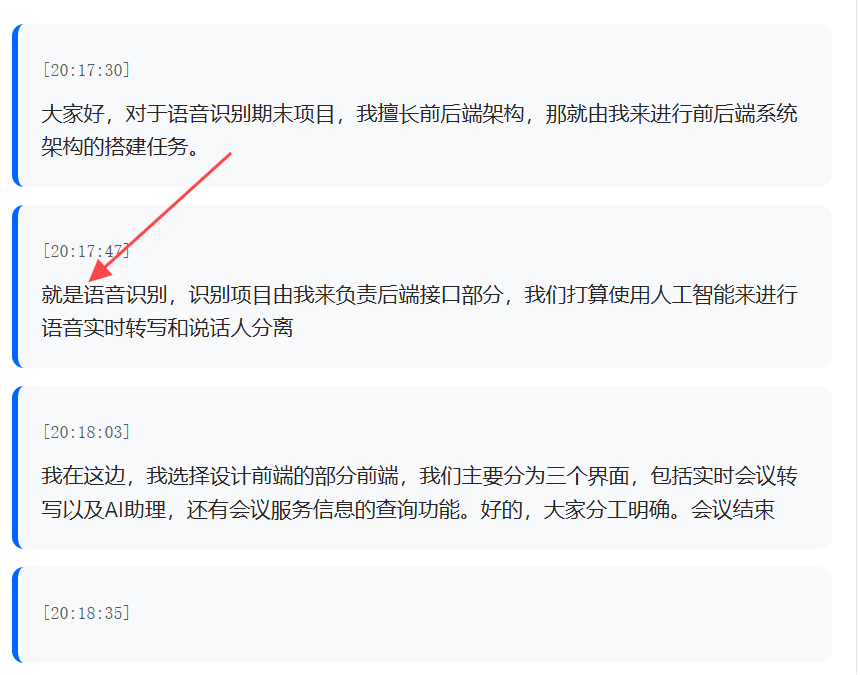 [20:17:30]
大家好，对于语音识别期末项目，我擅长前后端架构，那就由我来进行前后端系统
架构的搭建任务。
[20:17:47]
就是语音识别，识别项目由我来负责后端接口部分，我们打算使用人工智能来进行
语音实时转写和说话人分离
[20:18:03]
我在这边，我选择设计前端的部分前端，我们主要分为三个界面，包括实时会议转
写以及AI助理，还有会议服务信息的查询功能。好的，大家分工明确。会议结束
[20:18:35]